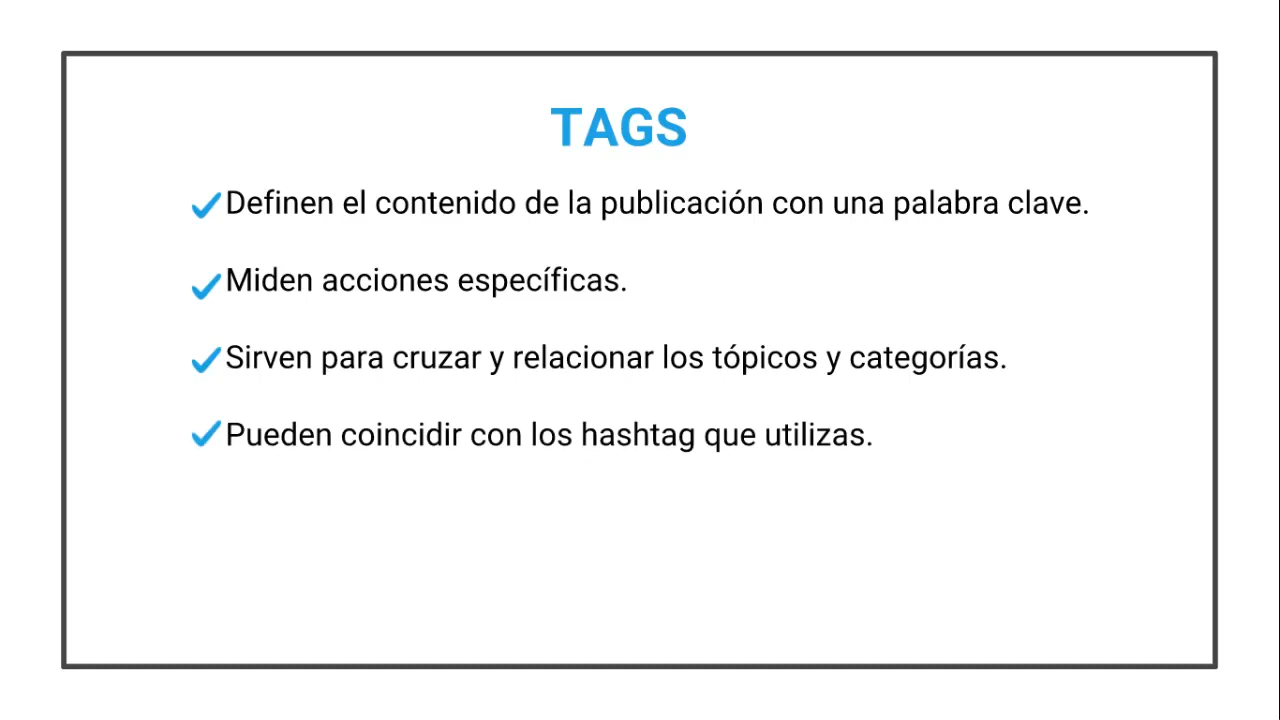 TAGS
Definen el contenido de la publicación con una palabra clave.
Miden acciones específicas.
Sirven para cruzar y relacionar los tópicos y categorías.
Pueden coincidir con los hashtag que utilizas.